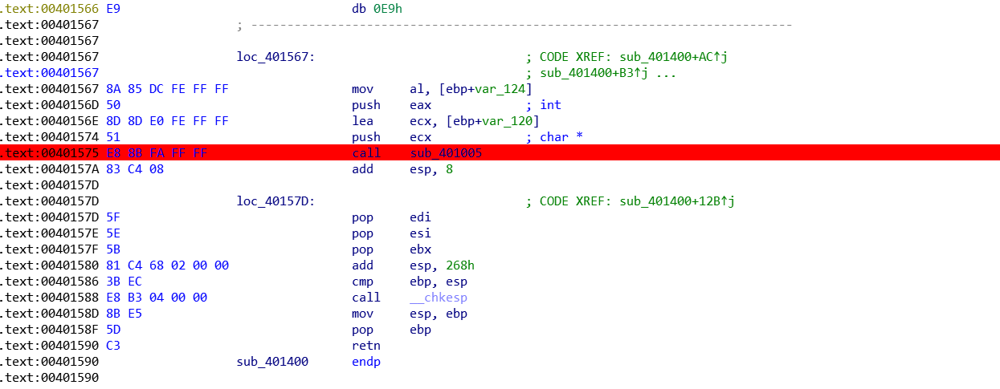 .text:00401566 E9 db 0E9h
.text:00401567 ; ---------------------------------------------------------------------------
.text:00401567
.text:00401567 loc_401567: ; CODE XREF: sub_401400+AC↑j
.text:00401567 ; sub_401400+B3↑j ...
.text:00401567 8A 85 DC FE FF FF mov al, [ebp+var_124]
.text:0040156D 50 push eax ; int
.text:0040156E 8D 8D E0 FE FF FF lea ecx, [ebp+var_120]
.text:00401574 51 push ecx ; char *
.text:00401575 E8 8B FA FF FF call sub_401005
.text:0040157A 83 C4 08 add esp, 8
.text:0040157D
.text:0040157D loc_40157D: ; CODE XREF: sub_401400+12B↑j
.text:0040157D 5F pop edi
.text:0040157E 5E pop esi
.text:0040157F 5B pop ebx
.text:00401580 81 C4 68 02 00 00 add esp, 268h
.text:00401586 3B EC cmp ebp, esp
.text:00401588 E8 B3 04 00 00 call __chkesp
.text:0040158D 8B E5 mov esp, ebp
.text:0040158F 5D pop ebp
.text:00401590 C3 retn
.text:00401590 sub_401400 endp
.text:00401590